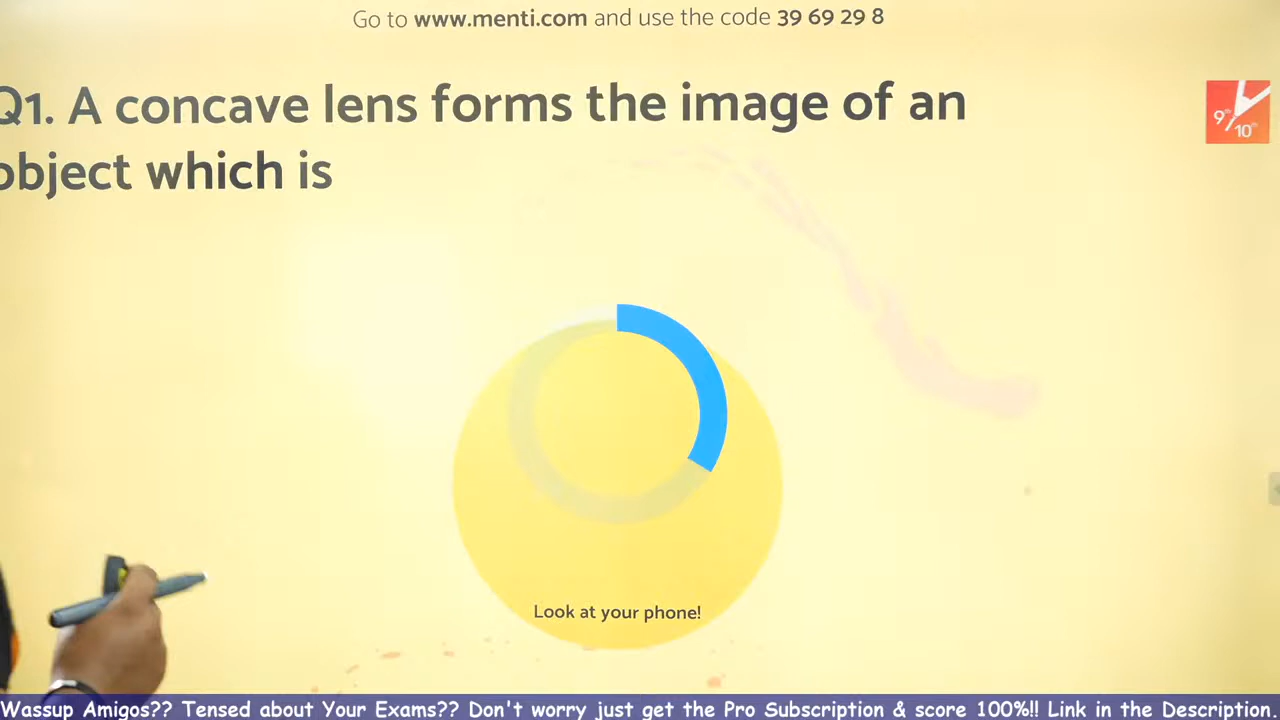 Go to www.menti.com and use the code 39 69 29 8
Q1. A concave lens forms the image of an
object which is
9th/10th
Look at your phone!
Wassup Amigos?? Tensed about Your Exams?? Don't worry just get the Pro Subscription & score 100%!! Link in the Description.